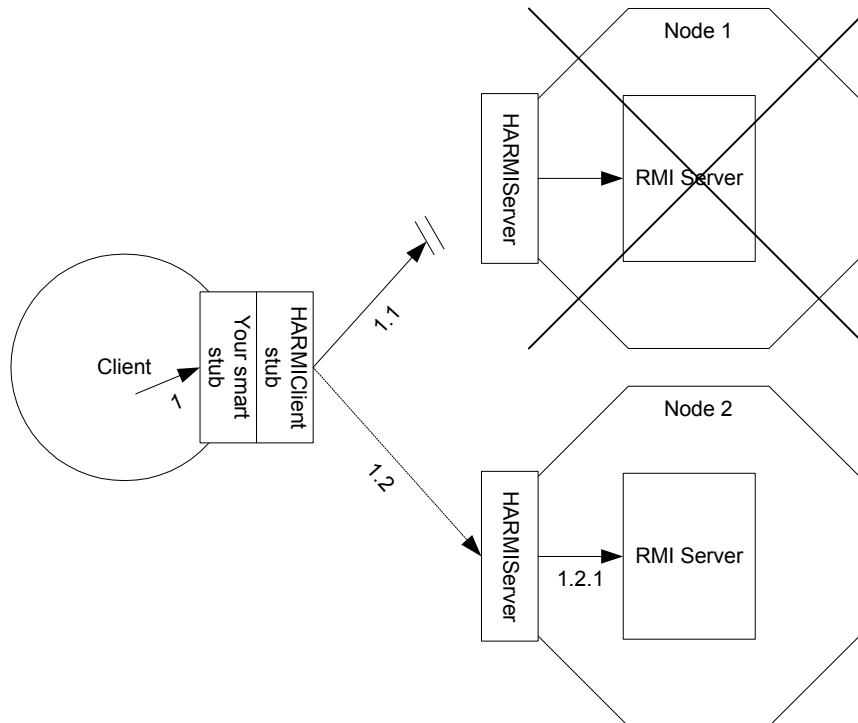 Node 1
HARMIServer
RMI Server
1.1
Client
1
Your smart
stub
HARMIClient
stub
1.2
Node 2
HARMIServer
1.2.1
RMI Server